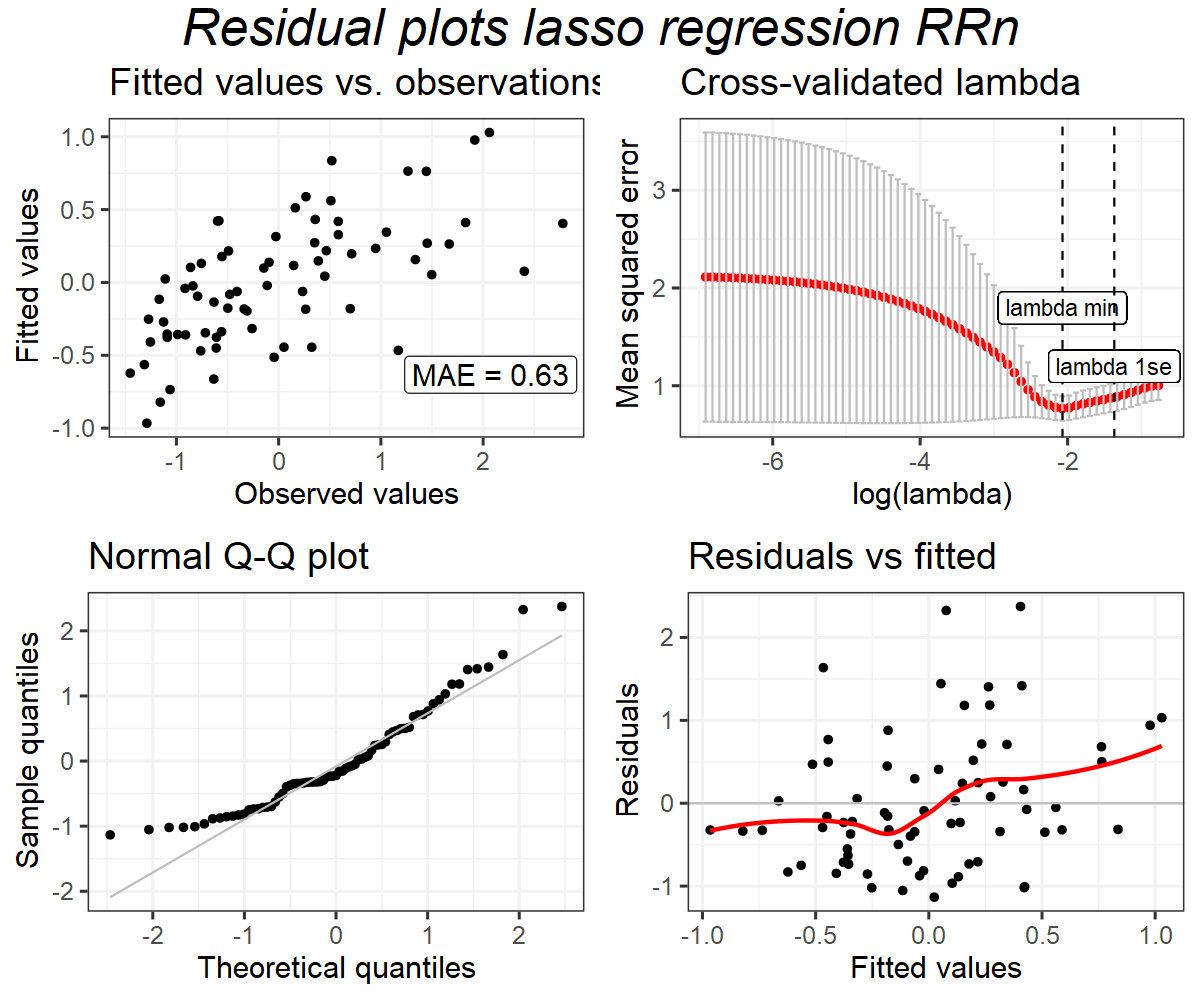 Residual plots lasso regression RRn
Fitted values vs. observations
Cross-validated lambda
1.0
0.5
0.0
-0.5
-1.0
Fitted values
MAE = 0.63
-1
0
1
2
Observed values
3
2
1
Mean squared error
lambda min
lambda 1se
-6
-4
-2
log(lambda)
Normal Q-Q plot
Residuals vs fitted
2
1
0
-1
-2
Sample quantiles
-2
-1
0
1
2
Theoretical quantiles
2
1
0
-1
Residuals
-1.0
-0.5
0.0
0.5
1.0
Fitted values